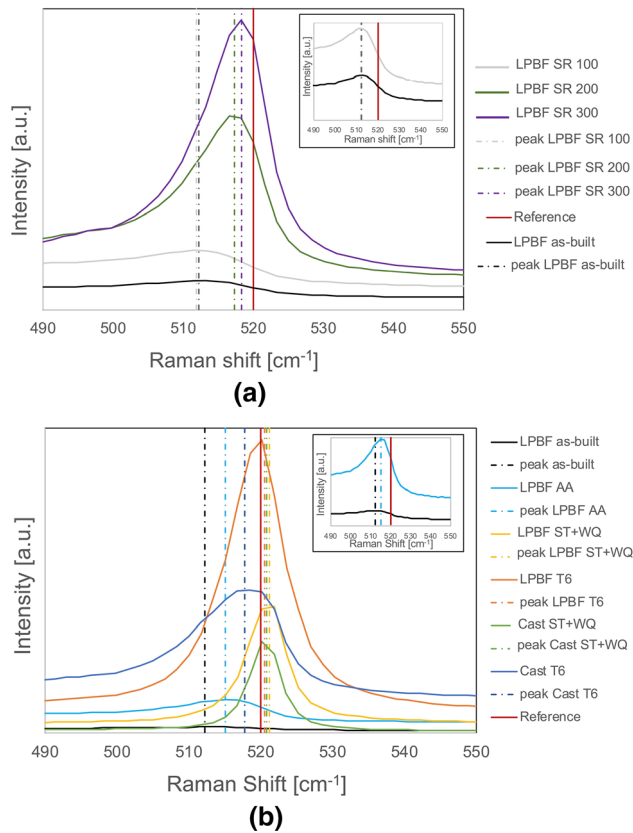 Intensity [a.u.]
Intensity [a.u.]
490 500 510 520 530 540 550
Raman shift [cm-1]
LPBF SR 100
LPBF SR 200
LPBF SR 300
peak LPBF SR 100
peak LPBF SR 200
peak LPBF SR 300
Reference
LPBF as-built
peak LPBF as-built
490 500 510 520 530 540 550
Raman shift [cm-1]
(a)
Intensity [a.u.]
Intensity [a.u.]
490 500 510 520 530 540 550
Raman Shift [cm-1]
LPBF as-built
peak as-built
LPBF AA
peak LPBF AA
LPBF ST+WQ
peak LPBF ST+WQ
LPBF T6
peak LPBF T6
Cast ST+WQ
peak Cast ST+WQ
Cast T6
peak Cast T6
Reference
490 500 510 520 530 540 550
Raman Shift [cm-1]
(b)